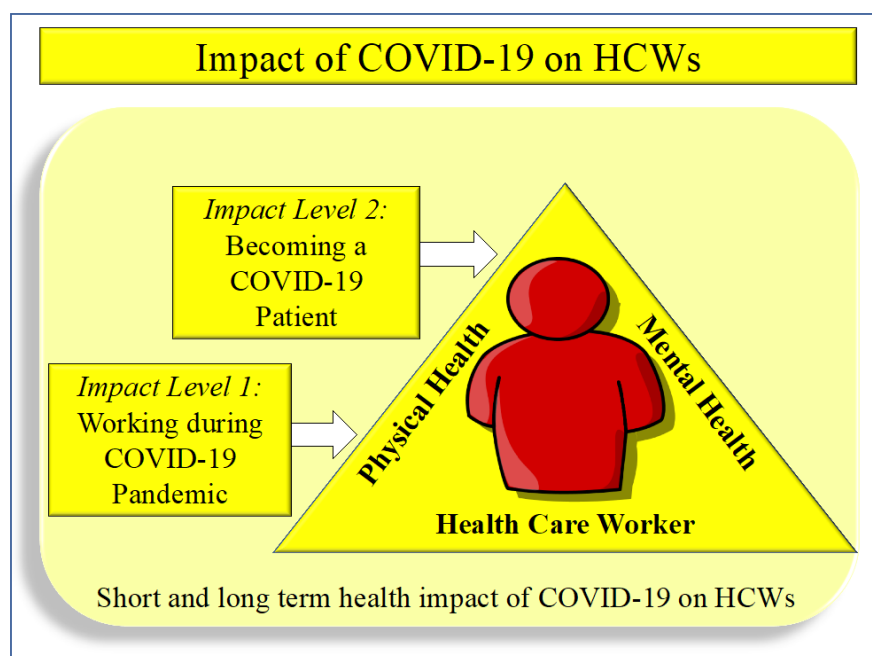 Impact of COVID-19 on HCWs
Impact Level 2:
Becoming a
COVID-19
Patient
Impact Level 1:
Working during
COVID-19
Pandemic
Physical Health
Mental Health
Health Care Worker
Short and long term health impact of COVID-19 on HCWs